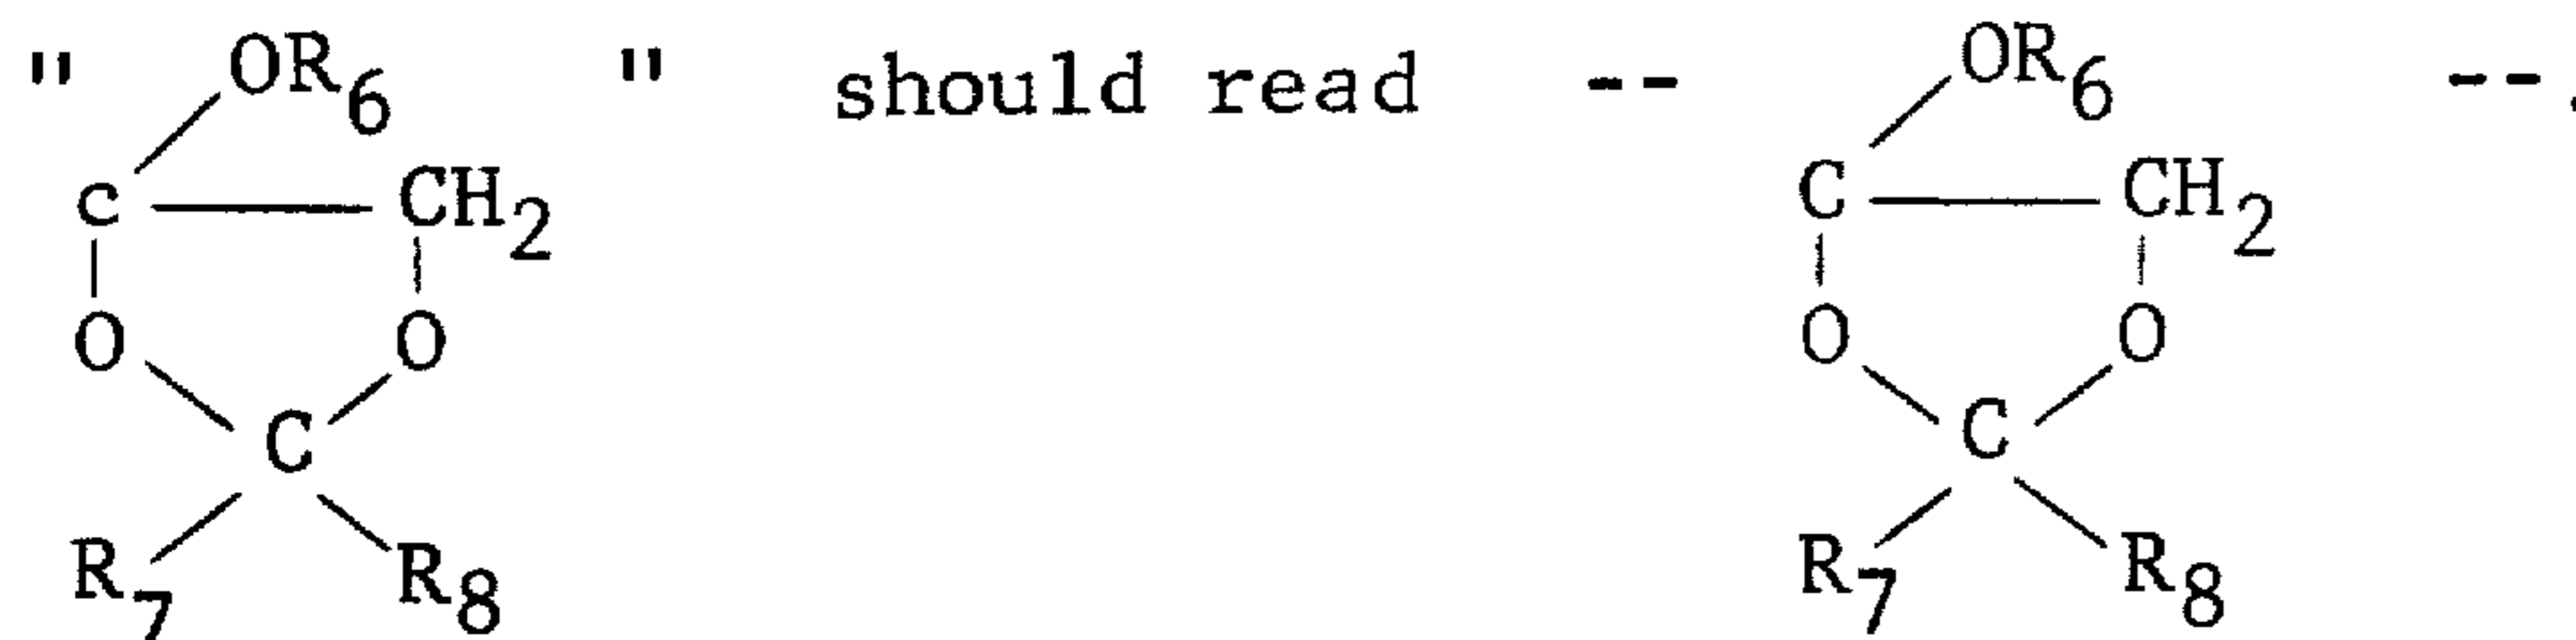 " OR6 " should read -- OR6 --.
c CH2 C CH2
O O O O
C C
R7 R8 R7 R8